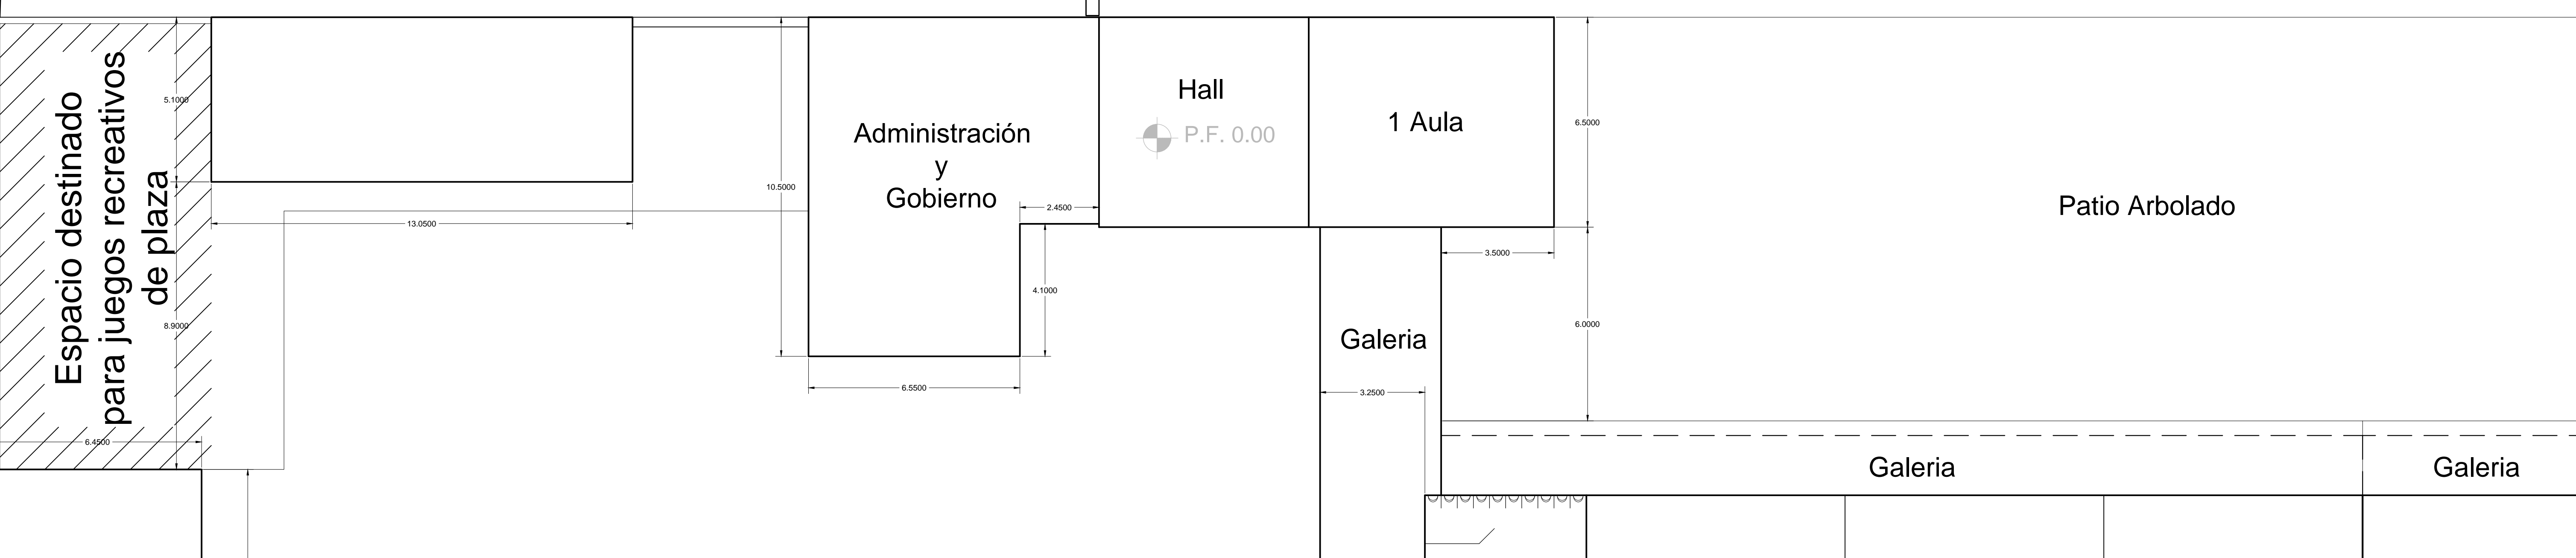 Espacio destinado
para juegos recreativos
de plaza
5.1000
8.9000
6.4500
13.0500
10.5000
Administración
y
Gobierno
2.4500
4.1000
6.5500
Hall
P.F. 0.00
1 Aula
6.5000
3.5000
6.0000
Galeria
3.2500
Patio Arbolado
Galeria
Galeria